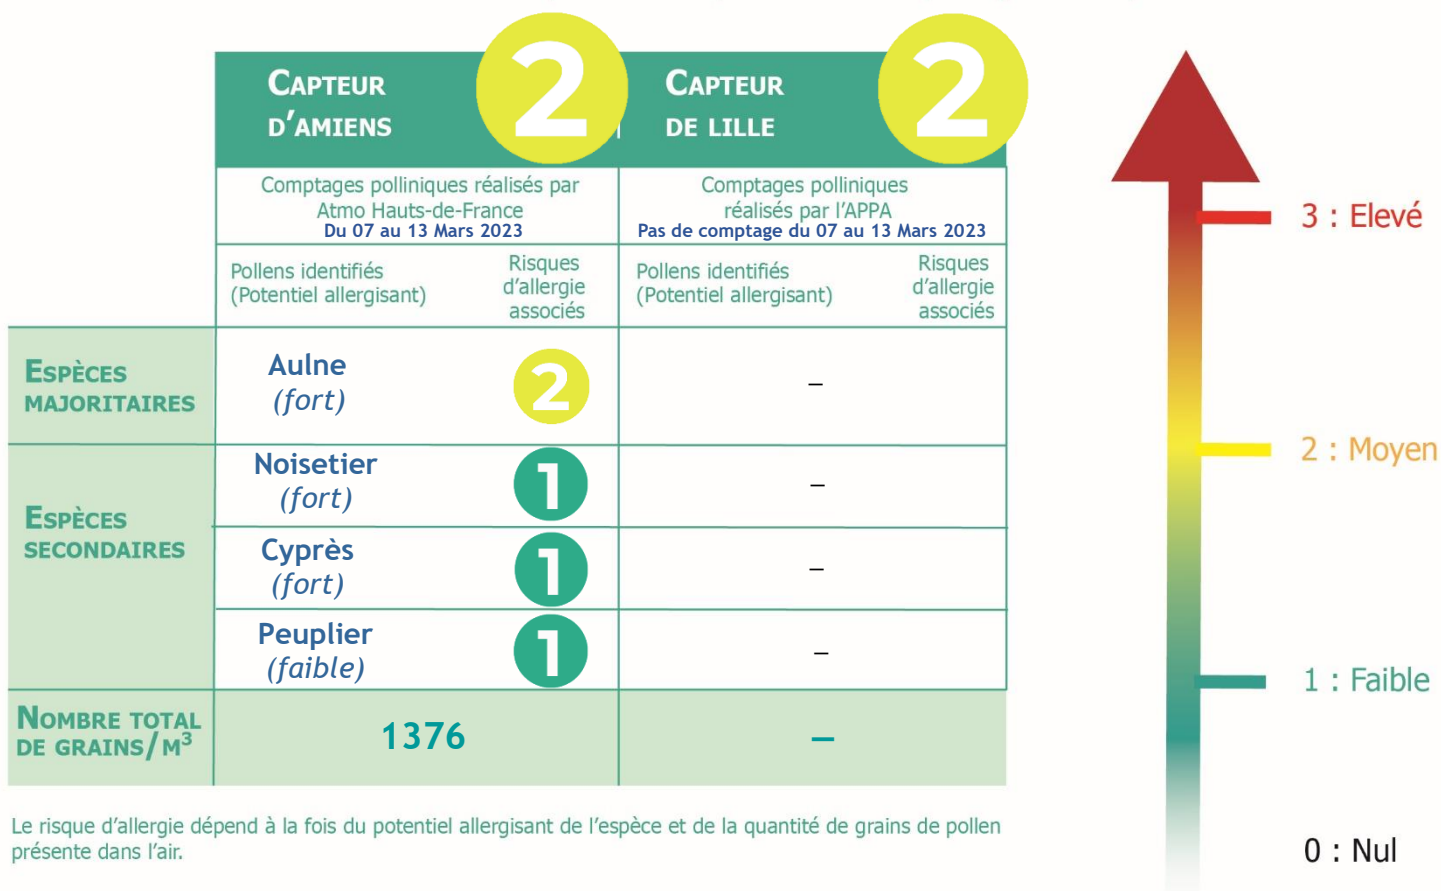 CAPTEUR
D'AMIENS
2
CAPTEUR
DE LILLE
2
Comptages polliniques réalisés par
Atmo Hauts-de-France
Du 07 au 13 Mars 2023
Comptages polliniques
réalisés par l'APPA
Pas de comptage du 07 au 13 Mars 2023
Pollens identifiés
(Potentiel allergisant)
Risques
d'allergie
associés
Pollens identifiés
(Potentiel allergisant)
Risques
d'allergie
associés
ESPÈCES
MAJORITAIRES
Aulne
(fort)
2
–
ESPÈCES
SECONDAIRES
Noisetier
(fort)
1
–
Cyprès
(fort)
1
–
Peuplier
(faible)
1
–
NOMBRE TOTAL
DE GRAINS/M³
1376
–
Le risque d'allergie dépend à la fois du potentiel allergisant de l'espèce et de la quantité de grains de pollen
présente dans l'air.
3 : Elevé
2 : Moyen
1 : Faible
0 : Nul